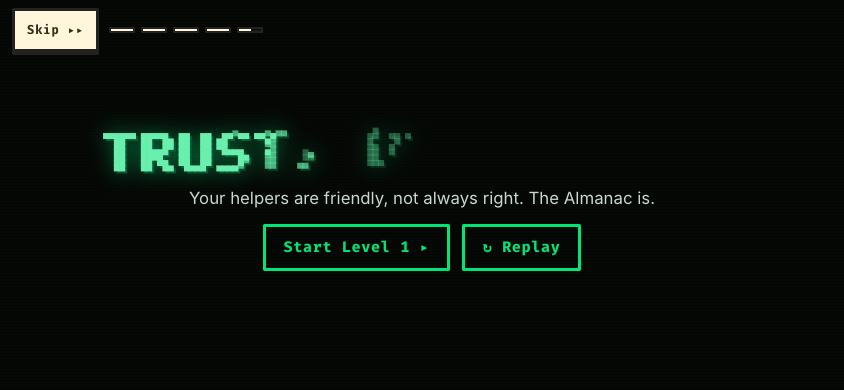 Skip ▸▸
TRUST,
Your helpers are friendly, not always right. The Almanac is.
Start Level 1 ▸
↻ Replay